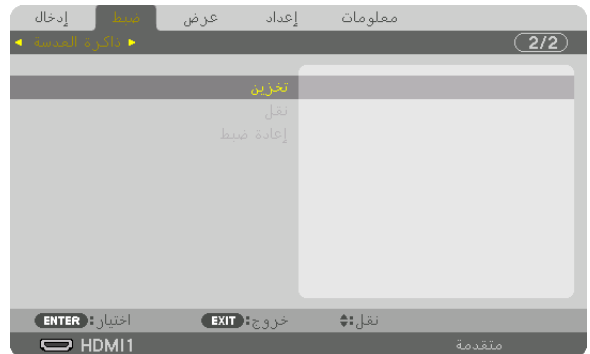 إدخال ضبط عرض إعداد معلومات
ذاكرة العدسة 2/2
تخزين
نقل
إعادة ضبط
ENTER :اختيار EXIT :خروج نقل:
HDMI1 متقدمة